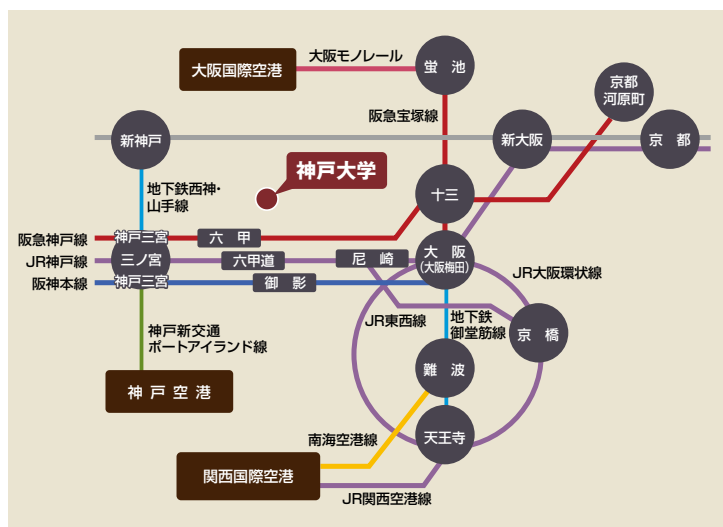 大阪モノレール
大阪国際空港
蛍 池
京都
河原町
阪急宝塚線
新神戸
新大阪
京 都
神戸大学
地下鉄西神・
山手線
十三
阪急神戸線
神戸三宮
六 甲
JR神戸線
三ノ宮
六甲道
尼 崎
大 阪
(大阪梅田)
JR大阪環状線
阪神本線
神戸三宮
御 影
JR東西線
地下鉄
御堂筋線
京 橋
神戸新交通
ポートアイランド線
難 波
神 戸 空 港
天王寺
南海空港線
関西国際空港
JR関西空港線